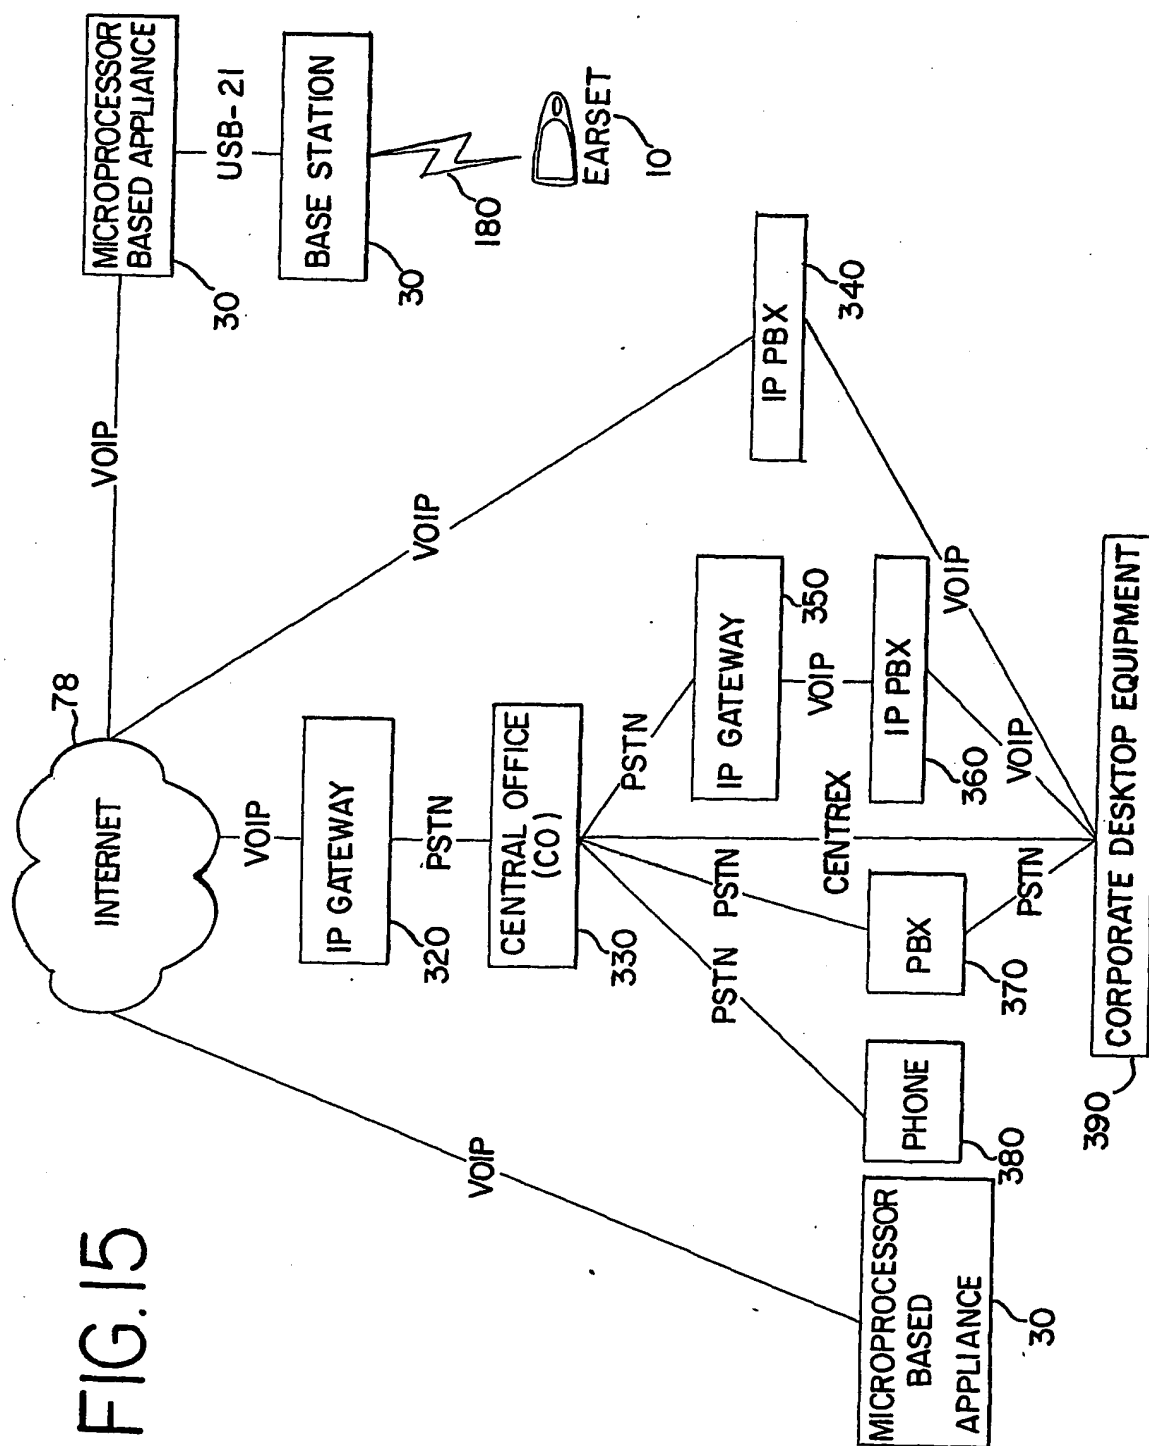 FIG. 15
INTERNET
78
VOIP
MICROPROCESSOR
BASED APPLIANCE
30
USB-21
BASE STATION
30
180
EARSET
10
VOIP
IP GATEWAY
320
PSTN
CENTRAL OFFICE
(CO)
330
VOIP
IP PBX
340
VOIP
PSTN
IP GATEWAY
350
VOIP
IP PBX
360
VOIP
CENTREX
PSTN
PBX
370
PSTN
PSTN
PHONE
380
VOIP
MICROPROCESSOR
BASED
APPLIANCE
30
CORPORATE DESKTOP EQUIPMENT
390